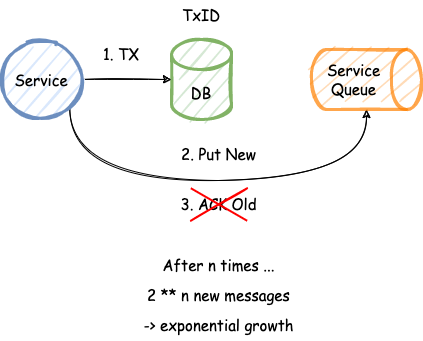 TxID
1. TX
Service
DB
Service
Queue
2. Put New
3. ACK Old
After n times ...
2 ** n new messages
-> exponential growth